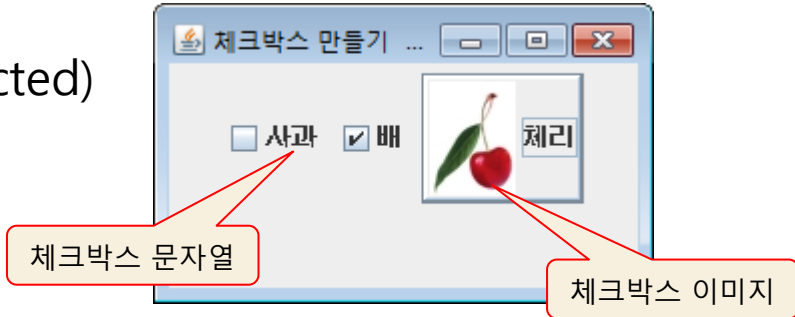 체크박스 만들기 ...
cted)
사과 배 체리
체크박스 문자열
체크박스 이미지